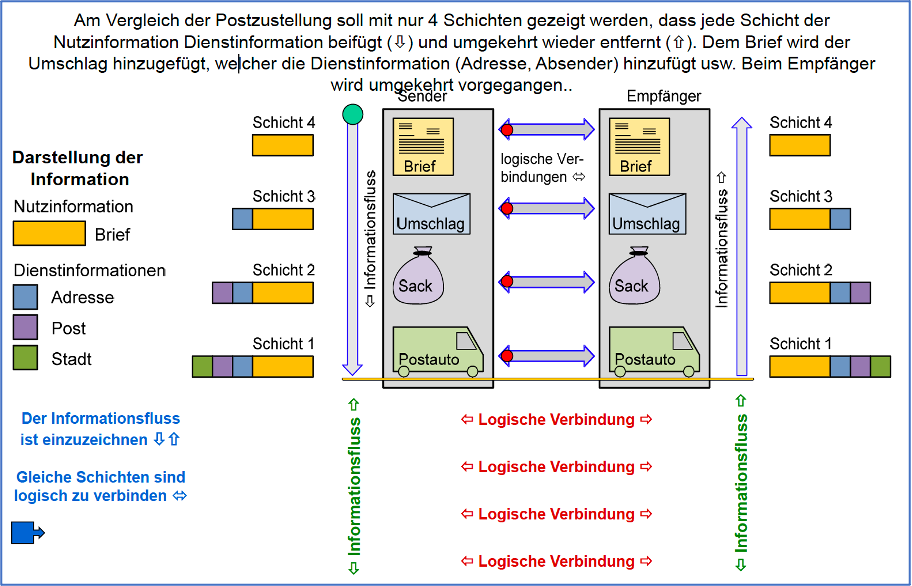 Am Vergleich der Postzustellung soll mit nur 4 Schichten gezeigt werden, dass jede Schicht der
Nutzinformation Dienstinformation beifügt (⇩) und umgekehrt wieder entfernt (⇧). Dem Brief wird der
Umschlag hinzugefügt, welcher die Dienstinformation (Adresse, Absender) hinzufügt usw. Beim Empfänger
wird umgekehrt vorgegangen..
Sender
Empfänger
Darstellung der
Information
Nutzinformation
Brief
Dienstinformationen
Adresse
Post
Stadt
Der Informationsfluss
ist einzuzeichnen ⇩⇧
Gleiche Schichten sind
logisch zu verbinden ⬄
Schicht 4
Schicht 3
Schicht 2
Schicht 1
⇩ Informationsfluss
Brief
Umschlag
Sack
Postauto
logische Ver-
bindungen ⬄
Brief
Umschlag
Sack
Postauto
Informationsfluss ⇧
Schicht 4
Schicht 3
Schicht 2
Schicht 1
⇩ Informationsfluss ⇧
⇦ Logische Verbindung ⇨
⇦ Logische Verbindung ⇨
⇦ Logische Verbindung ⇨
⇦ Logische Verbindung ⇨
⇩ Informationsfluss ⇧